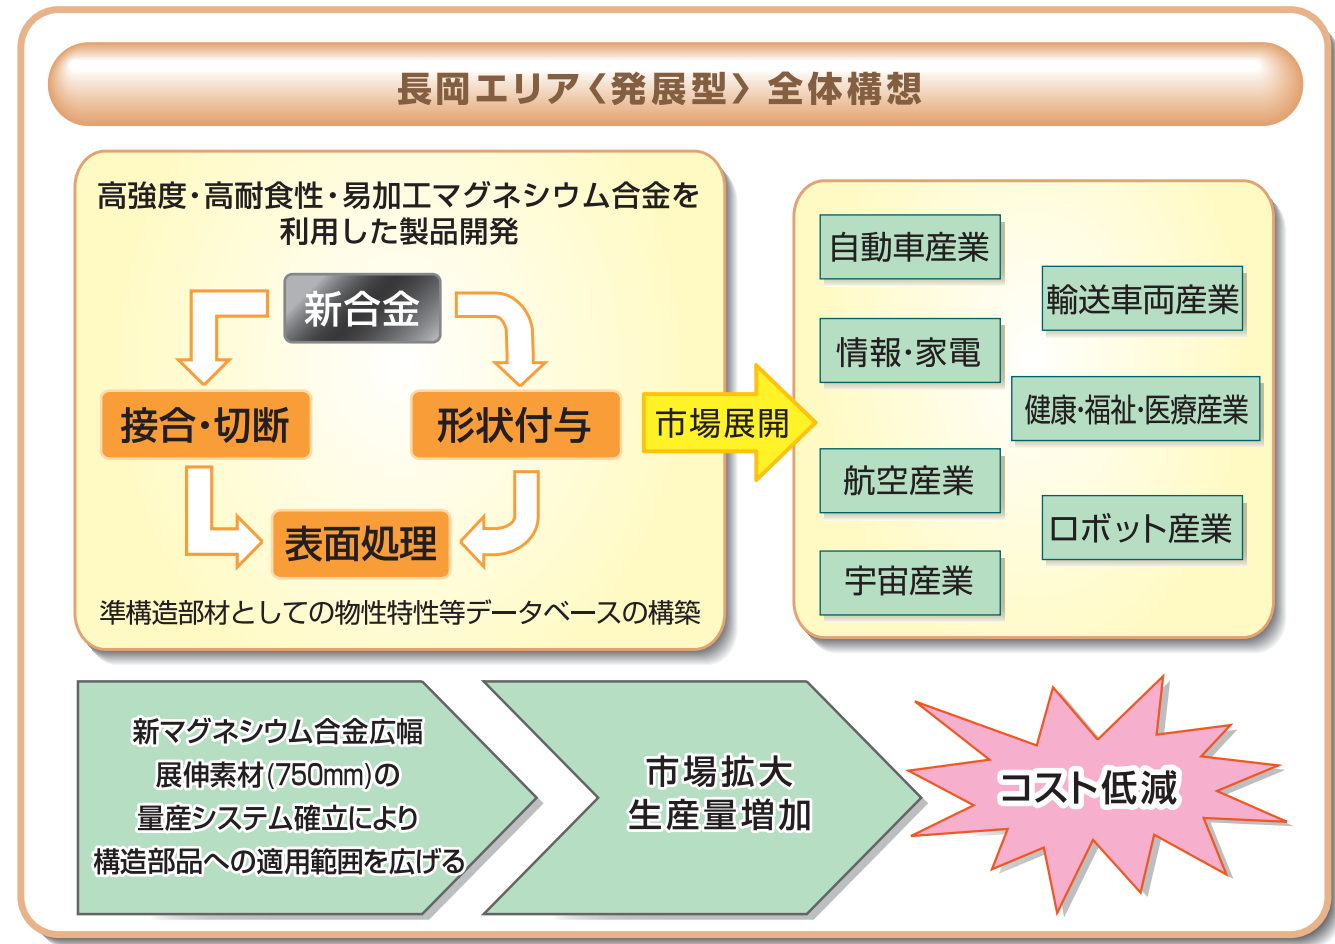 長岡エリア〈発展型〉全体構想
高強度・高耐食性・易加工マグネシウム合金を
利用した製品開発
新合金
接合・切断
形状付与
表面処理
準構造部材としての物性特性等データベースの構築
市場展開
自動車産業
輸送車両産業
情報・家電
健康・福祉・医療産業
航空産業
ロボット産業
宇宙産業
新マグネシウム合金広幅
展伸素材(750mm)の
量産システム確立により
構造部品への適用範囲を広げる
市場拡大
生産量増加
コスト低減